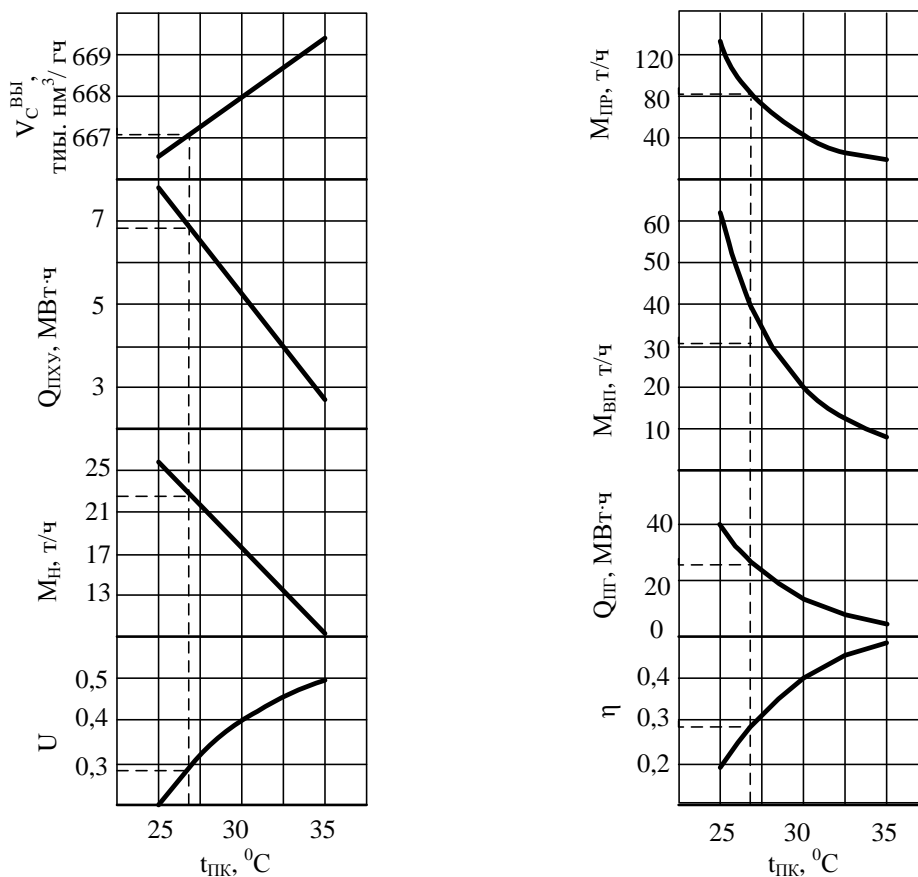 V_C^ВЫ,
тиы. нм³/ гч
669
668
667
Q_ПХУ, МВт·ч
7
5
3
М_Н, т/ч
25
21
17
13
U
0,5
0,4
0,3
25 30 35
t_ПК, ⁰С
М_ПР, т/ч
120
80
40
М_ВП, т/ч
60
50
40
30
20
10
Q_ПГ, МВт·ч
40
20
0
η
0,4
0,3
0,2
25 30 35
t_ПК, ⁰С